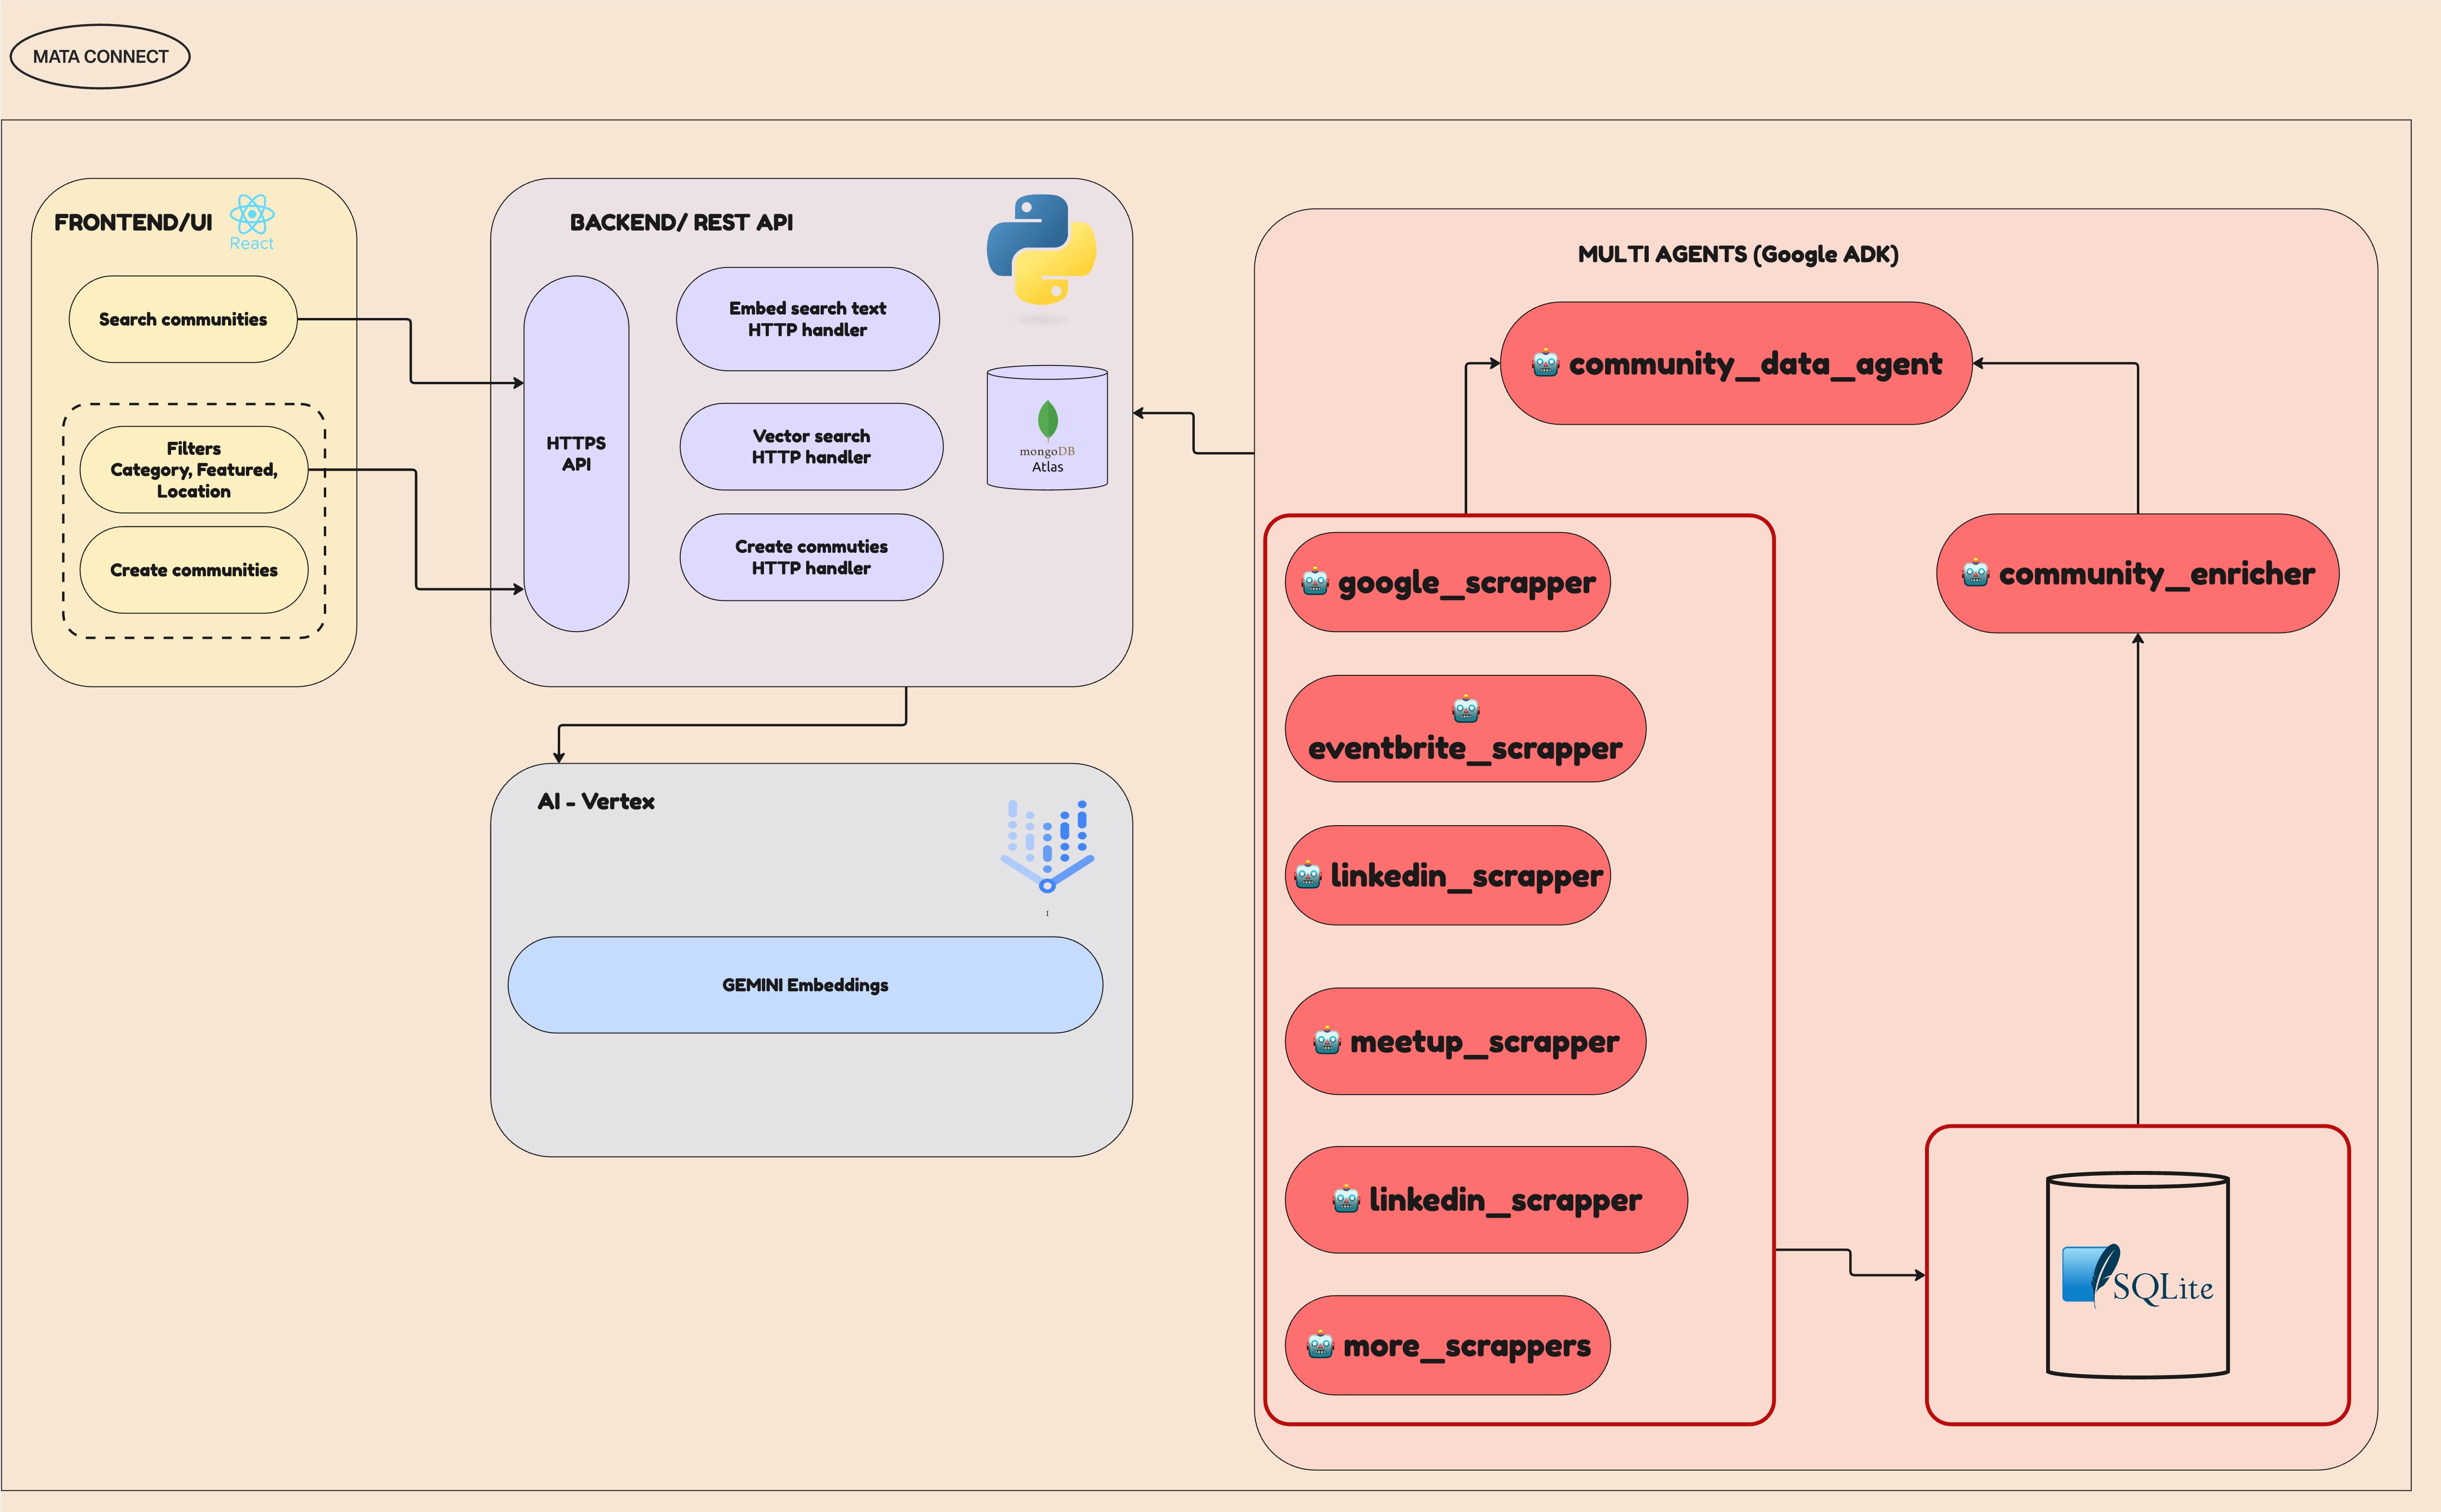 MATA CONNECT
FRONTEND/UI
React
Search communities
Filters
Category, Featured,
Location
Create communities
BACKEND/ REST API
HTTPS
API
Embed search text
HTTP handler
Vector search
HTTP handler
Create commuties
HTTP handler
mongoDB
Atlas
AI - Vertex
I
GEMINI Embeddings
MULTI AGENTS (Google ADK)
🤖 community_data_agent
🤖 google_scrapper
🤖
eventbrite_scrapper
🤖 linkedin_scrapper
🤖 meetup_scrapper
🤖 linkedin_scrapper
🤖 more_scrappers
🤖 community_enricher
SQLite